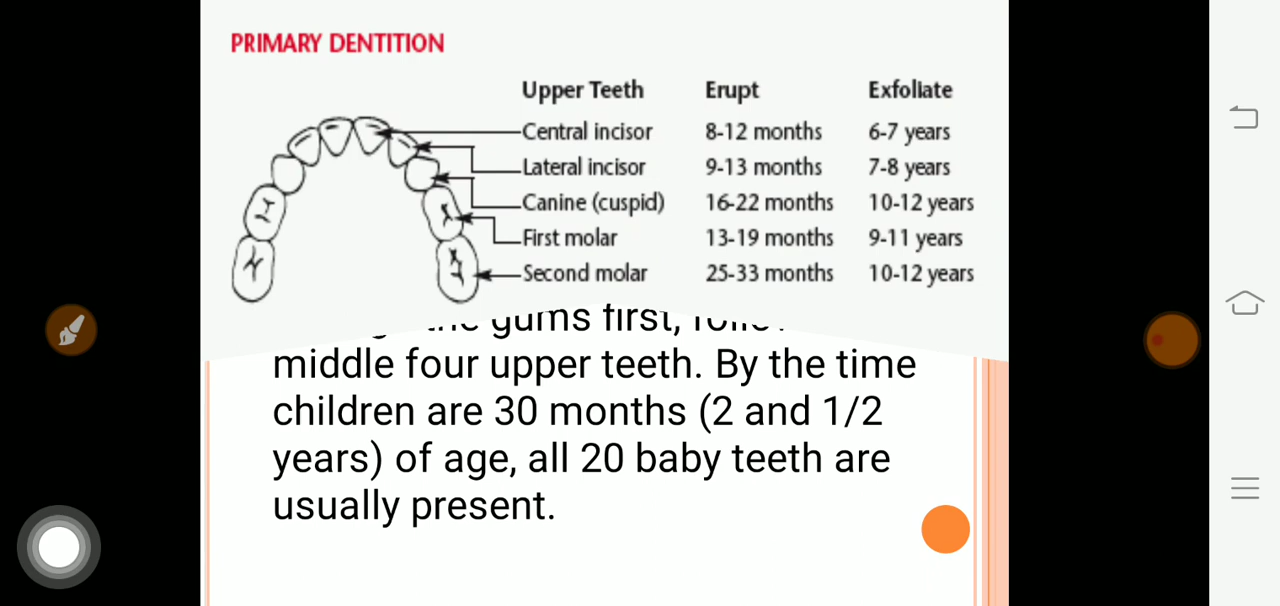 PRIMARY DENTITION
Upper Teeth Erupt Exfoliate
Central incisor 8-12 months 6-7 years
Lateral incisor 9-13 months 7-8 years
Canine (cuspid) 16-22 months 10-12 years
First molar 13-19 months 9-11 years
Second molar 25-33 months 10-12 years
the gums first,
middle four upper teeth. By the time
children are 30 months (2 and 1/2
years) of age, all 20 baby teeth are
usually present.